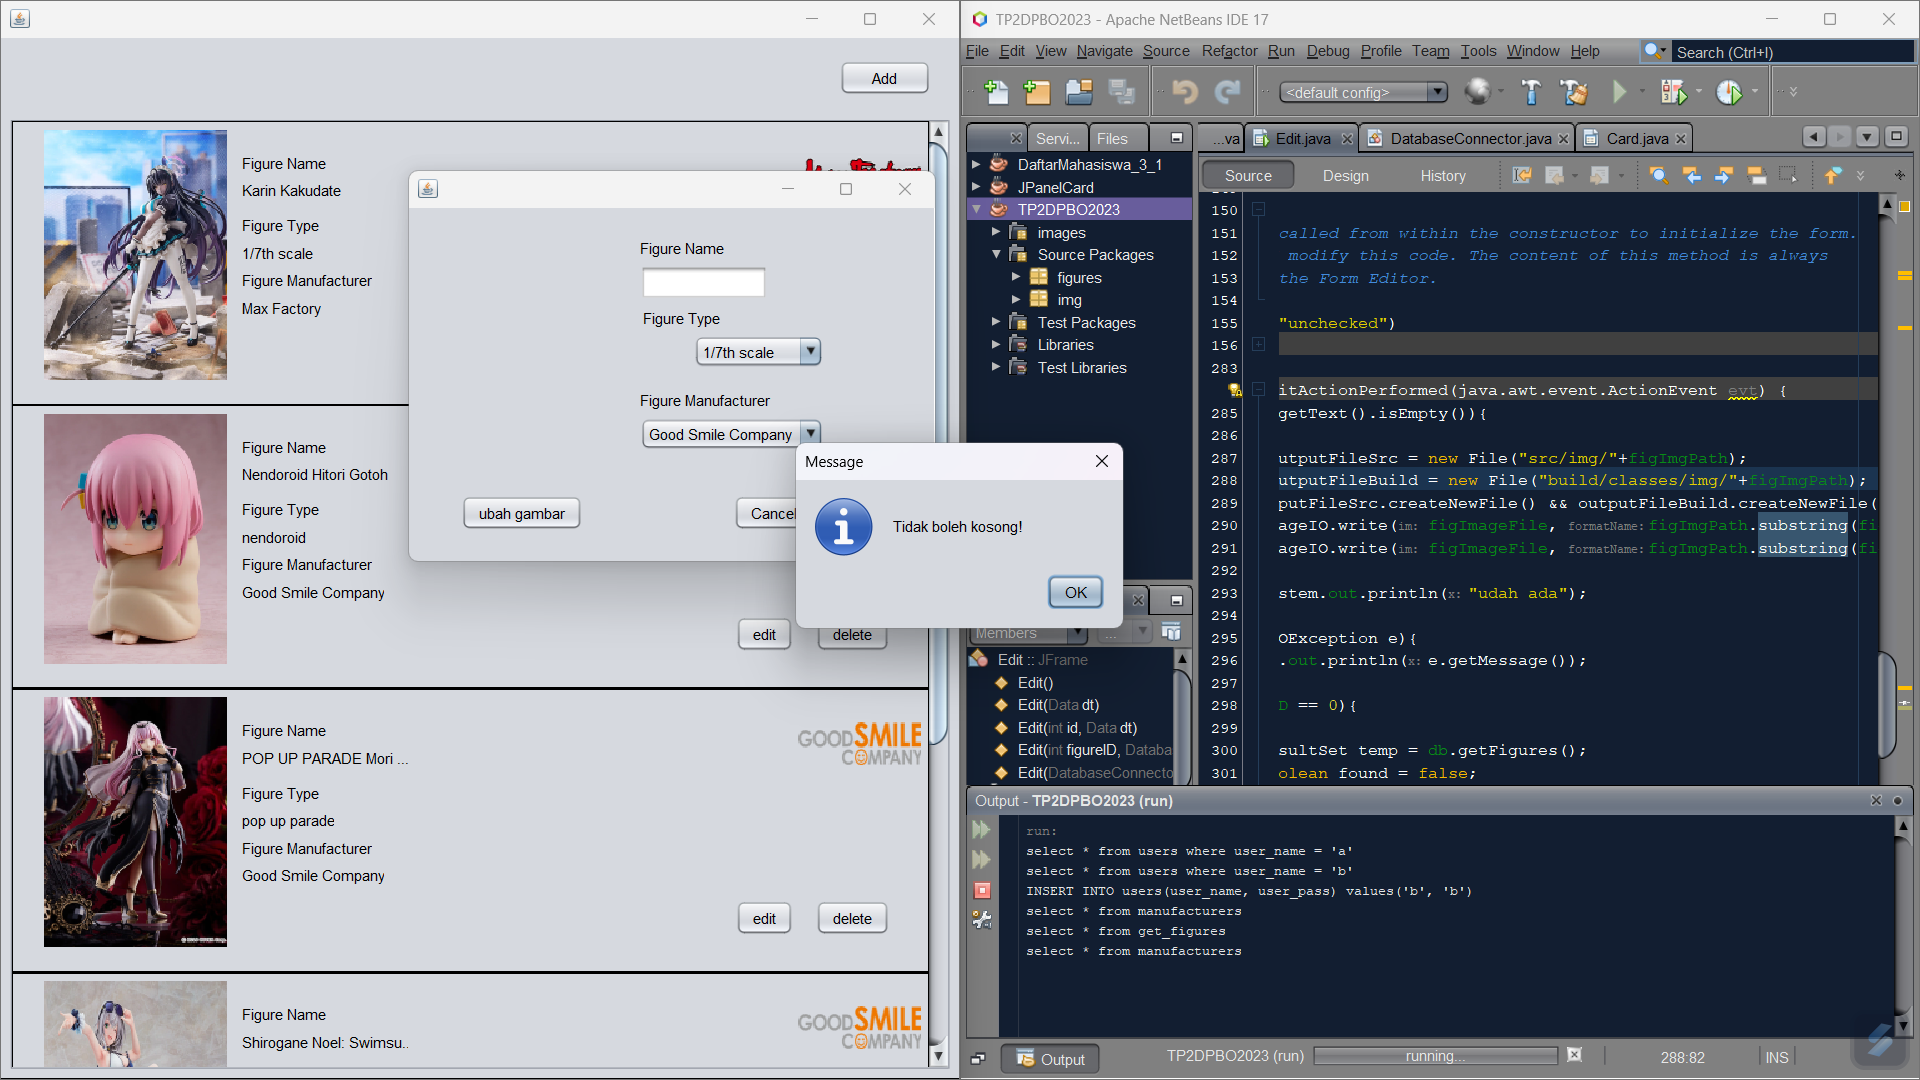 Add
Figure Name
Karin Kakudate
Figure Type
1/7th scale
Figure Manufacturer
Max Factory
Figure Name
Nendoroid Hitori Gotoh
Figure Type
nendoroid
Figure Manufacturer
Good Smile Company
edit
delete
Figure Name
POP UP PARADE Mori ...
Figure Type
pop up parade
Figure Manufacturer
Good Smile Company
GOOD SMILE
COMPANY
edit
delete
Figure Name
Shirogane Noel: Swimsu..
GOOD SMILE
COMPANY
Figure Name
Figure Type
1/7th scale
Figure Manufacturer
Good Smile Company
ubah gambar
Cancel
Message
Tidak boleh kosong!
OK
TP2DPBO2023 - Apache NetBeans IDE 17
File Edit View Navigate Source Refactor Run Debug Profile Team Tools Window Help
Search (Ctrl+I)
<default config>
Servi... Files
...va Edit.java DatabaseConnector.java Card.java
DaftarMahasiswa_3_1
JPanelCard
TP2DPBO2023
images
Source Packages
figures
img
Test Packages
Libraries
Test Libraries
Source Design History
150
151 called from within the constructor to initialize the form.
152 modify this code. The content of this method is always
153 the Form Editor.
154
155 "unchecked")
156
283
itActionPerformed(java.awt.event.ActionEvent evt) {
285 getText().isEmpty()){
286
287 utputFileSrc = new File("src/img/"+figImgPath);
288 utputFileBuild = new File("build/classes/img/"+figImgPath);
289 putFileSrc.createNewFile() && outputFileBuild.createNewFile(
290 ageIO.write(im: figImageFile, formatName: figImgPath.substring(fi
291 ageIO.write(im: figImageFile, formatName: figImgPath.substring(fi
292
293 stem.out.println(x: "udah ada");
294
295 OException e){
296 .out.println(x: e.getMessage());
297
298 D == 0){
299
300 sultSet temp = db.getFigures();
301 olean found = false;
Members
...
Edit :: JFrame
Edit()
Edit(Data dt)
Edit(int id, Data dt)
Edit(int figureID, Databa
Edit(DatabaseConnecto
Output - TP2DPBO2023 (run)
run:
select * from users where user_name = 'a'
select * from users where user_name = 'b'
INSERT INTO users(user_name, user_pass) values('b', 'b')
select * from manufacturers
select * from get_figures
select * from manufacturers
Output
TP2DPBO2023 (run)
running...
288:82
INS